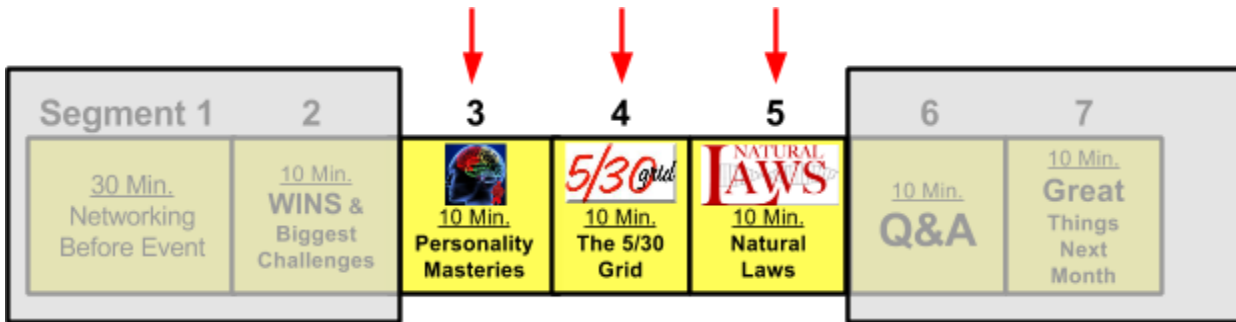 Segment 1
2
3
4
5
6
7
30 Min.
Networking
Before Event
10 Min.
WINS &
Biggest
Challenges
10 Min.
Personality
Masteries
5/30 grid
10 Min.
The 5/30
Grid
NATURAL
LAWS
10 Min.
Natural
Laws
10 Min.
Q&A
10 Min.
Great
Things
Next
Month